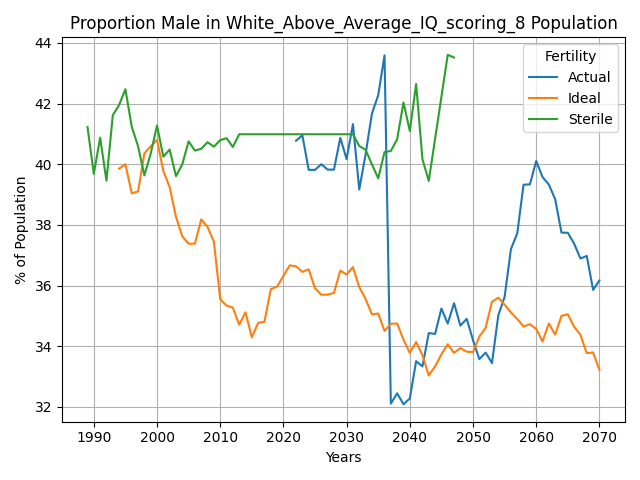 Proportion Male in White_Above_Average_IQ_scoring_8 Population
44
42
40
38
36
34
32
% of Population
1990 2000 2010 2020 2030 2040 2050 2060 2070
Years
Fertility
Actual
Ideal
Sterile